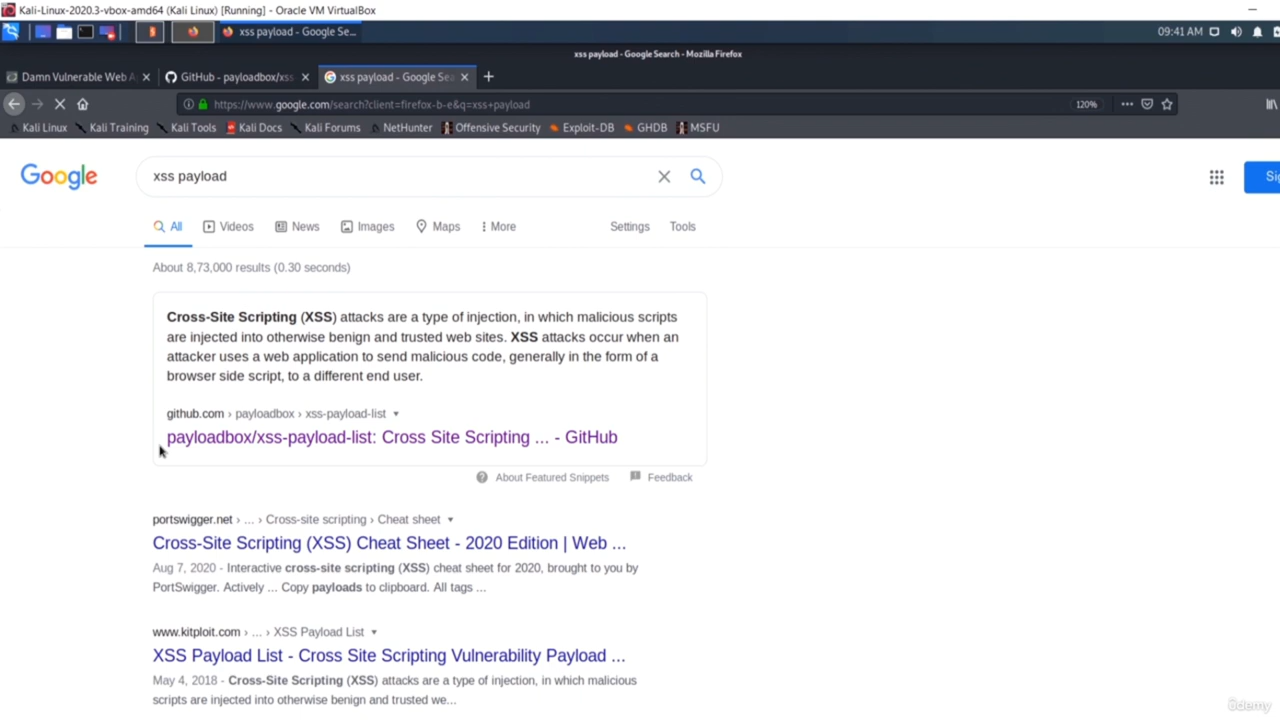 Kali-Linux-2020.3-vbox-amd64 (Kali Linux) [Running] - Oracle VM VirtualBox
xss payload - Google Se... 09:41 AM
xss payload - Google Search - Mozilla Firefox
Damn Vulnerable Web A GitHub - payloadbox/xss xss payload - Google Sea
https://www.google.com/search?client=firefox-b-e&q=xss+payload 120%
Kali Linux Kali Training Kali Tools Kali Docs Kali Forums NetHunter Offensive Security Exploit-DB GHDB MSFU
Google xss payload Sig
All Videos News Images Maps More Settings Tools
About 8,73,000 results (0.30 seconds)
Cross-Site Scripting (XSS) attacks are a type of injection, in which malicious scripts
are injected into otherwise benign and trusted web sites. XSS attacks occur when an
attacker uses a web application to send malicious code, generally in the form of a
browser side script, to a different end user.
github.com › payloadbox › xss-payload-list
payloadbox/xss-payload-list: Cross Site Scripting ... - GitHub
About Featured Snippets Feedback
portswigger.net › ... › Cross-site scripting › Cheat sheet
Cross-Site Scripting (XSS) Cheat Sheet - 2020 Edition | Web ...
Aug 7, 2020 - Interactive cross-site scripting (XSS) cheat sheet for 2020, brought to you by
PortSwigger. Actively ... Copy payloads to clipboard. All tags ...
www.kitploit.com › ... › XSS Payload List
XSS Payload List - Cross Site Scripting Vulnerability Payload ...
May 4, 2018 - Cross-Site Scripting (XSS) attacks are a type of injection, in which malicious
scripts are injected into otherwise benign and trusted we...
ûdemy